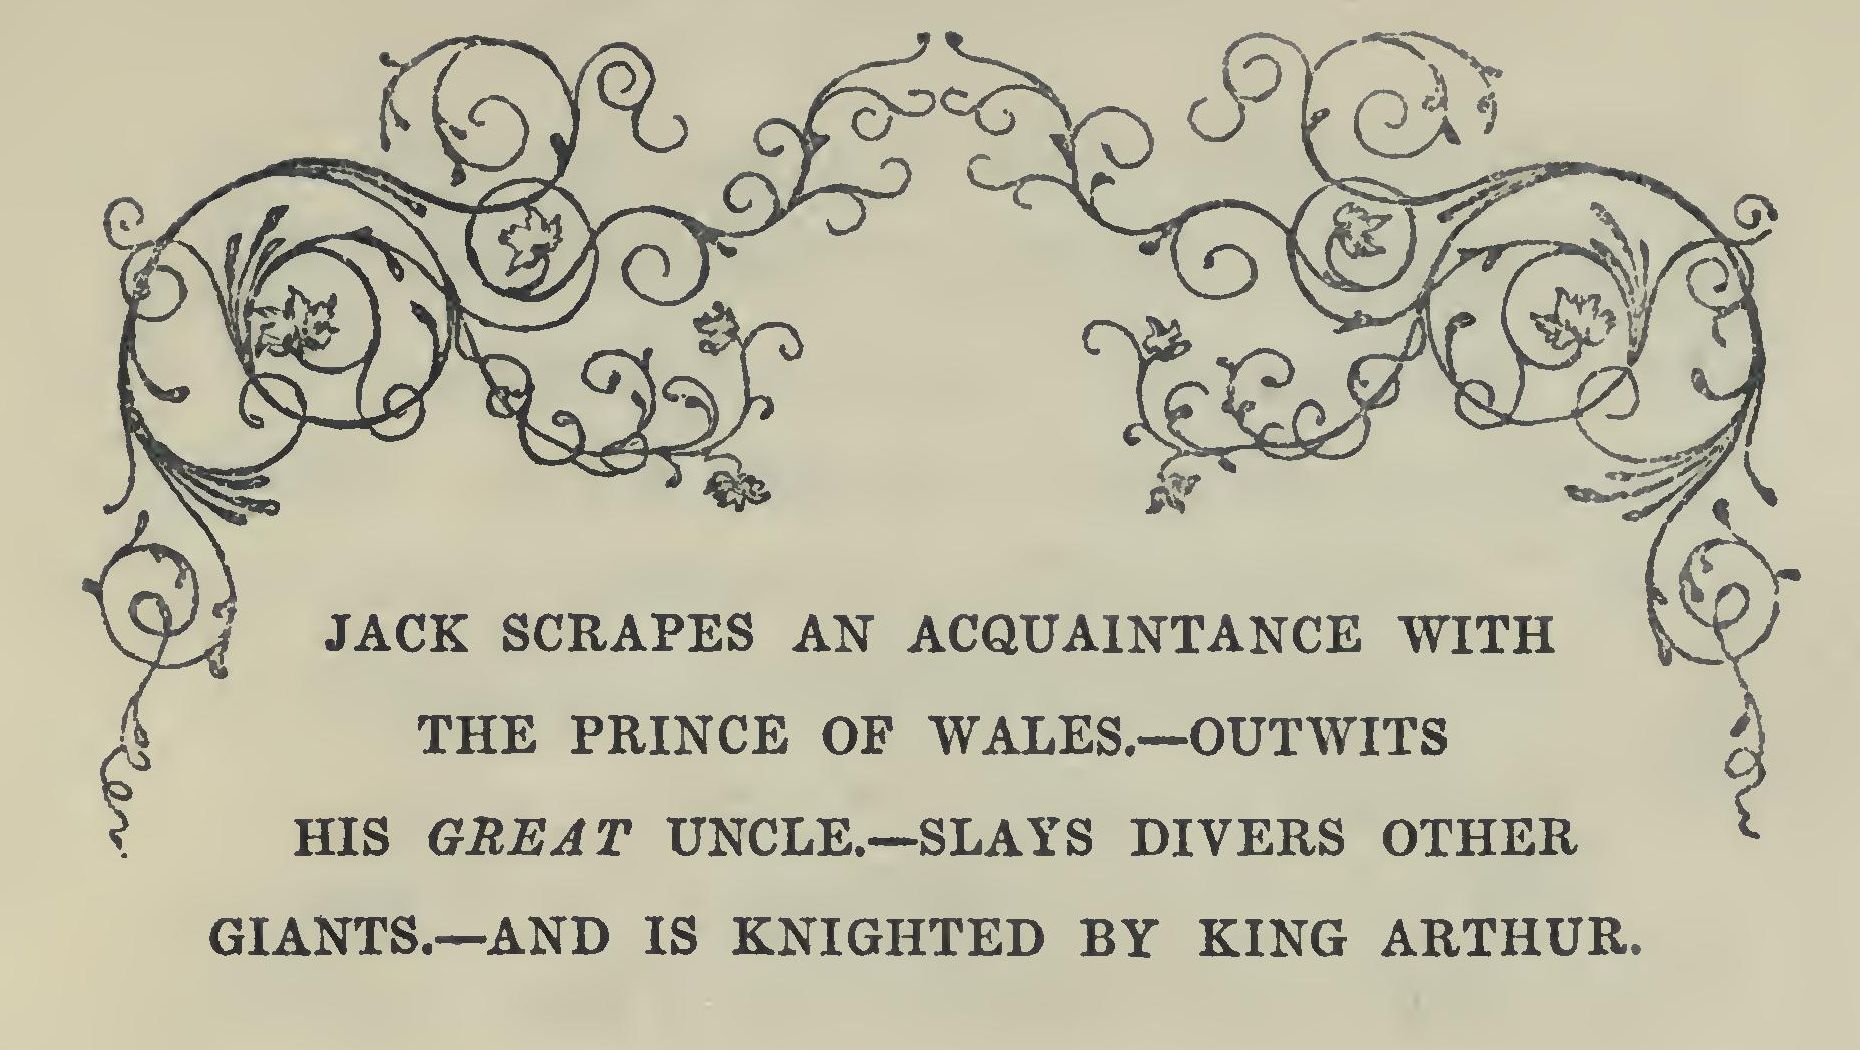 JACK SCRAPES AN ACQUAINTANCE WITH
THE PRINCE OF WALES.—OUTWITS
HIS GREAT UNCLE.—SLAYS DIVERS OTHER
GIANTS.—AND IS KNIGHTED BY KING ARTHUR.